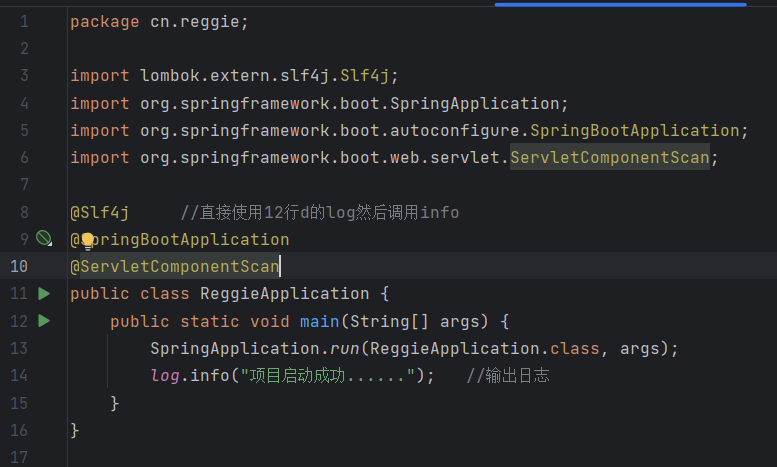 1 package cn.reggie;
2
3 import lombok.extern.slf4j.Slf4j;
4 import org.springframework.boot.SpringApplication;
5 import org.springframework.boot.autoconfigure.SpringBootApplication;
6 import org.springframework.boot.web.servlet.ServletComponentScan;
7
8 @Slf4j     //直接使用12行d的log然后调用info
9 @SpringBootApplication
10 @ServletComponentScan
11 public class ReggieApplication {
12     public static void main(String[] args) {
13         SpringApplication.run(ReggieApplication.class, args);
14         log.info("项目启动成功......");   //输出日志
15     }
16 }
17